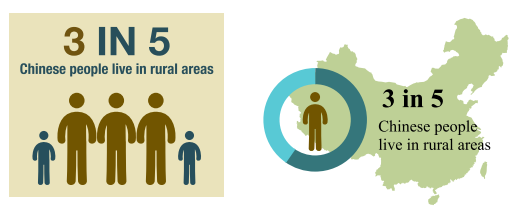 3 IN 5
Chinese people live in rural areas
3 in 5
Chinese people
live in rural areas